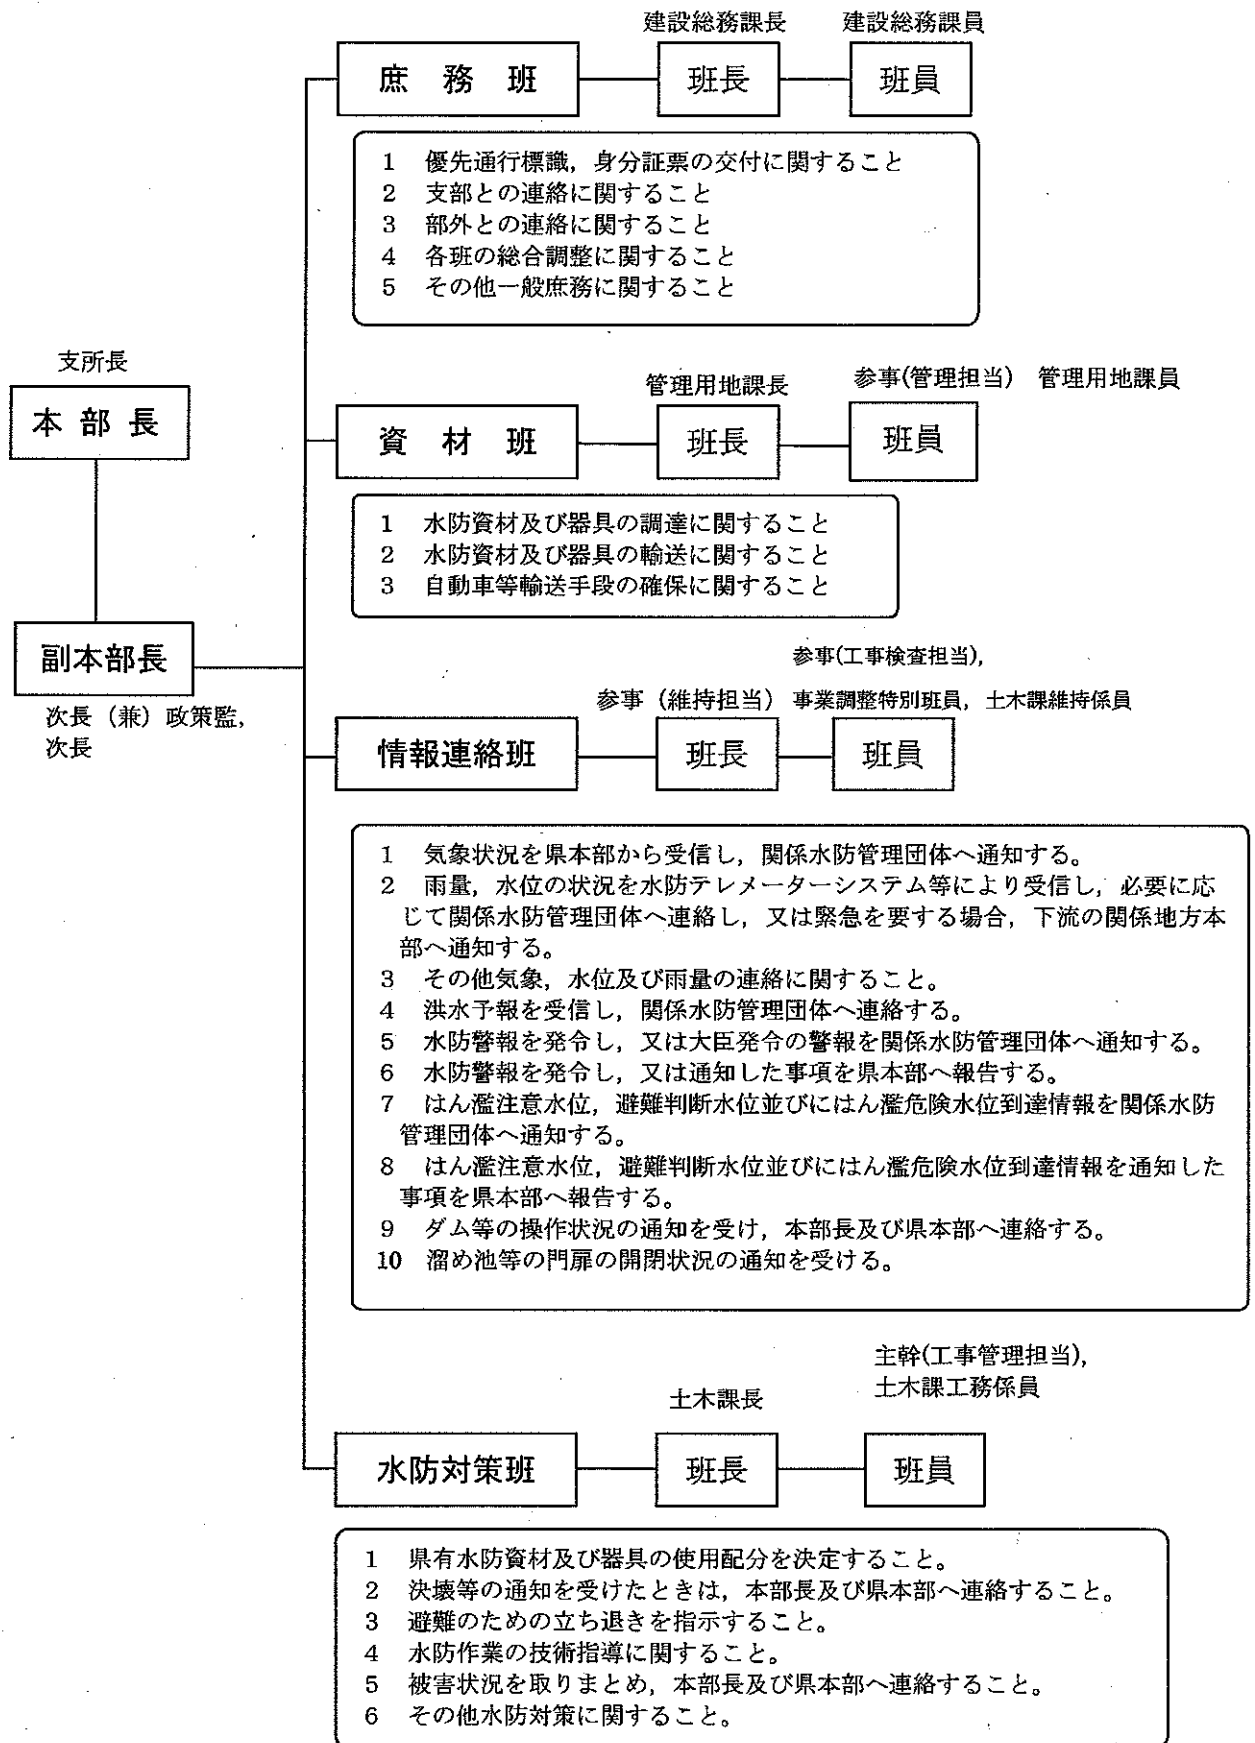 建設総務課長 建設総務課員
庶務班 班長 班員
1 優先通行標識，身分証票の交付に関すること
2 支部との連絡に関すること
3 部外との連絡に関すること
4 各班の総合調整に関すること
5 その他一般庶務に関すること
支所長
本部長
管理用地課長 参事(管理担当) 管理用地課員
資材班 班長 班員
1 水防資材及び器具の調達に関すること
2 水防資材及び器具の輸送に関すること
3 自動車等輸送手段の確保に関すること
副本部長
次長（兼）政策監，
次長
参事(工事検査担当)，
参事（維持担当） 事業調整特別班員，土木課維持係員
情報連絡班 班長 班員
1 気象状況を県本部から受信し，関係水防管理団体へ通知する。
2 雨量，水位の状況を水防テレメーターシステム等により受信し，必要に応
じて関係水防管理団体へ連絡し，又は緊急を要する場合，下流の関係地方本
部へ通知する。
3 その他気象，水位及び雨量の連絡に関すること。
4 洪水予報を受信し，関係水防管理団体へ連絡する。
5 水防警報を発令し，又は大臣発令の警報を関係水防管理団体へ通知する。
6 水防警報を発令し，又は通知した事項を県本部へ報告する。
7 はん濫注意水位，避難判断水位並びにはん濫危険水位到達情報を関係水防
管理団体へ通知する。
8 はん濫注意水位，避難判断水位並びにはん濫危険水位到達情報を通知した
事項を県本部へ報告する。
9 ダム等の操作状況の通知を受け，本部長及び県本部へ連絡する。
10 溜め池等の門扉の開閉状況の通知を受ける。
主幹(工事管理担当)，
土木課工務係員
土木課長
水防対策班 班長 班員
1 県有水防資材及び器具の使用配分を決定すること。
2 決壊等の通知を受けたときは，本部長及び県本部へ連絡すること。
3 避難のための立ち退きを指示すること。
4 水防作業の技術指導に関すること。
5 被害状況を取りまとめ，本部長及び県本部へ連絡すること。
6 その他水防対策に関すること。